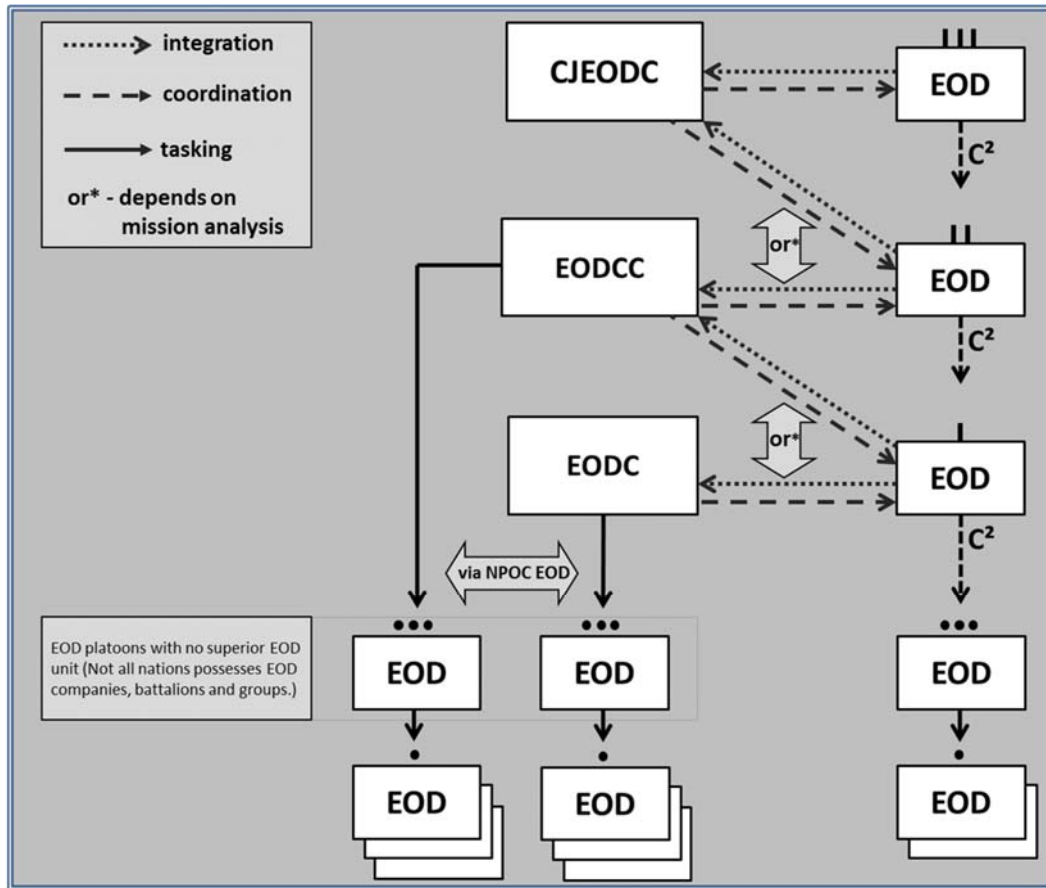 integration
coordination
tasking
or* - depends on
mission analysis
CJEODC
EOD
C²
or*
EODCC
EOD
C²
or*
EODC
EOD
C²
via NPOC EOD
EOD platoons with no superior EOD
unit (Not all nations possesses EOD
companies, battalions and groups.)
EOD
EOD
EOD
EOD
EOD
EOD